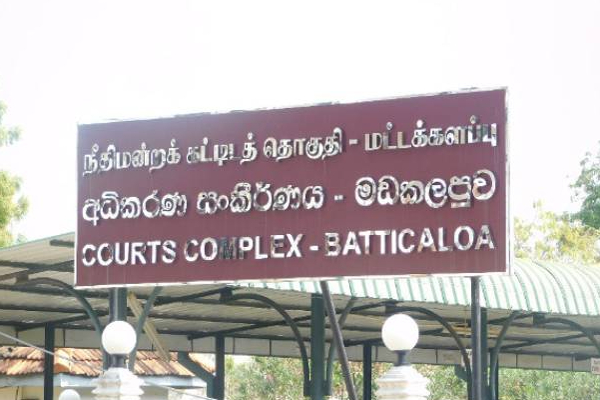 நீதிமன்றக் கட்டிடத் தொகுதி - மட்டக்களப்பு
අධිකරණ සංකීර්ණය - මඩකලපුව
COURTS COMPLEX - BATTICALOA